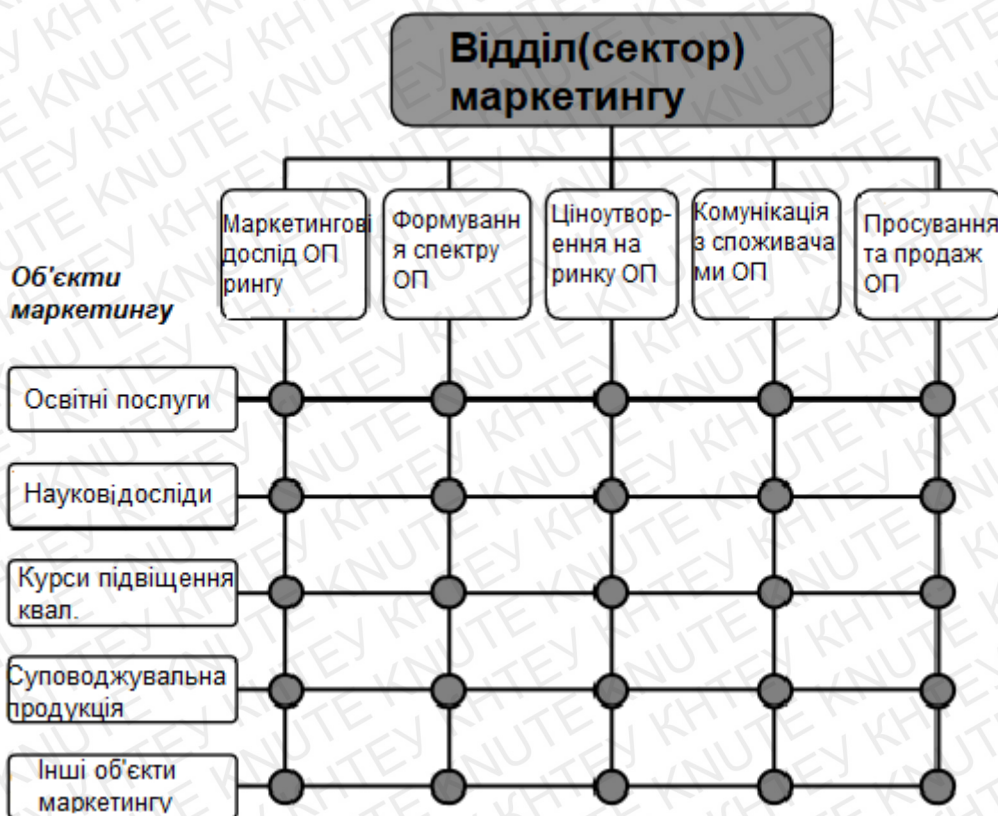 Відділ(сектор)
маркетингу
Маркетингові
дослід ОП
рингу
Формуванн
я спектру
ОП
Ціноутвор-
ення на
ринку ОП
Комунікація
з споживача
ми ОП
Просування
та продаж
ОП
Об'єкти
маркетингу
Освітні послуги
Науковідосліди
Курси підвіщення
квал.
Суповоджувальна
продукція
Інші об'єкти
маркетингу